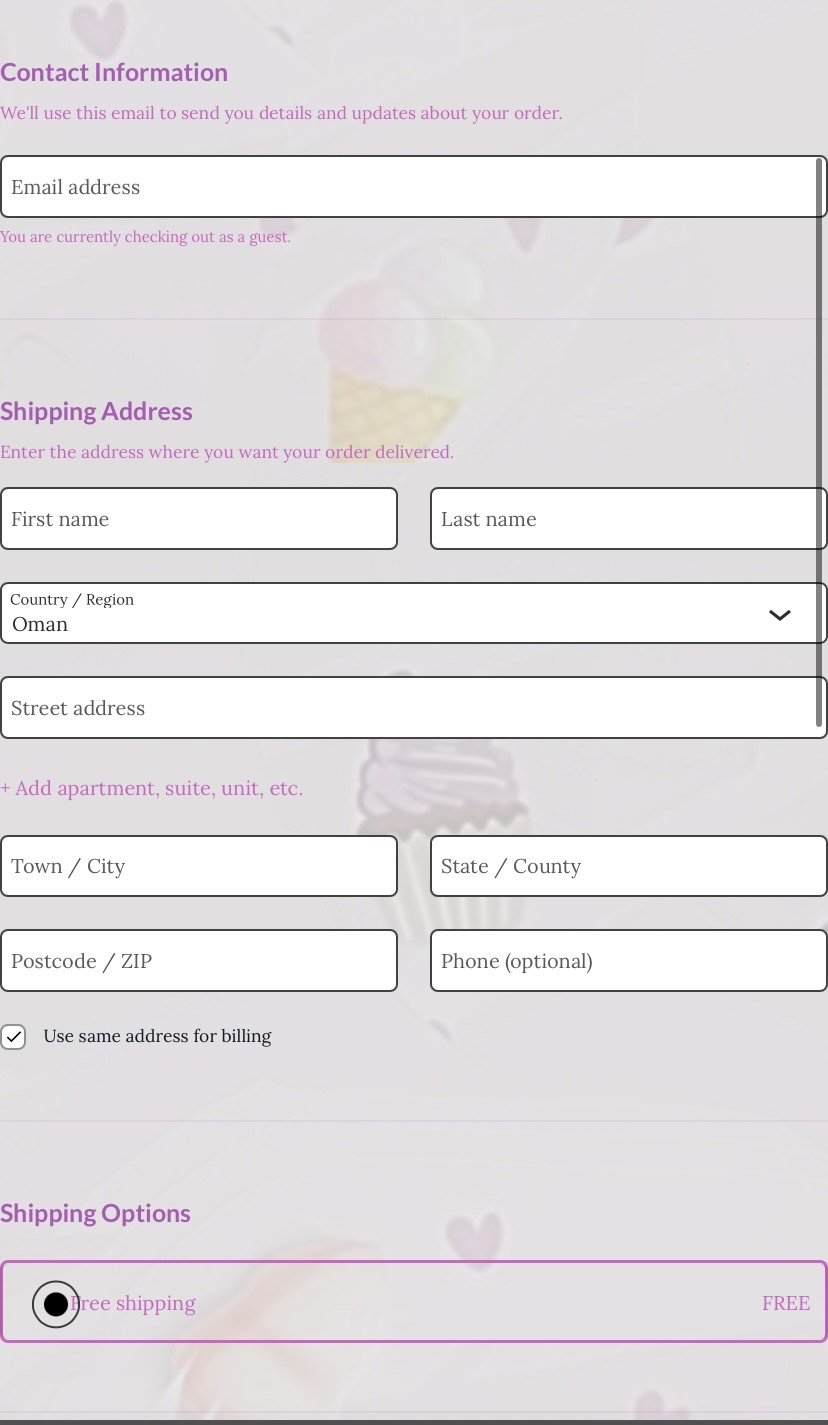 Contact Information
We'll use this email to send you details and updates about your order.
Email address
You are currently checking out as a guest.
Shipping Address
Enter the address where you want your order delivered.
First name
Last name
Country / Region
Oman
Street address
+ Add apartment, suite, unit, etc.
Town / City
State / County
Postcode / ZIP
Phone (optional)
Use same address for billing
Shipping Options
Free shipping
FREE